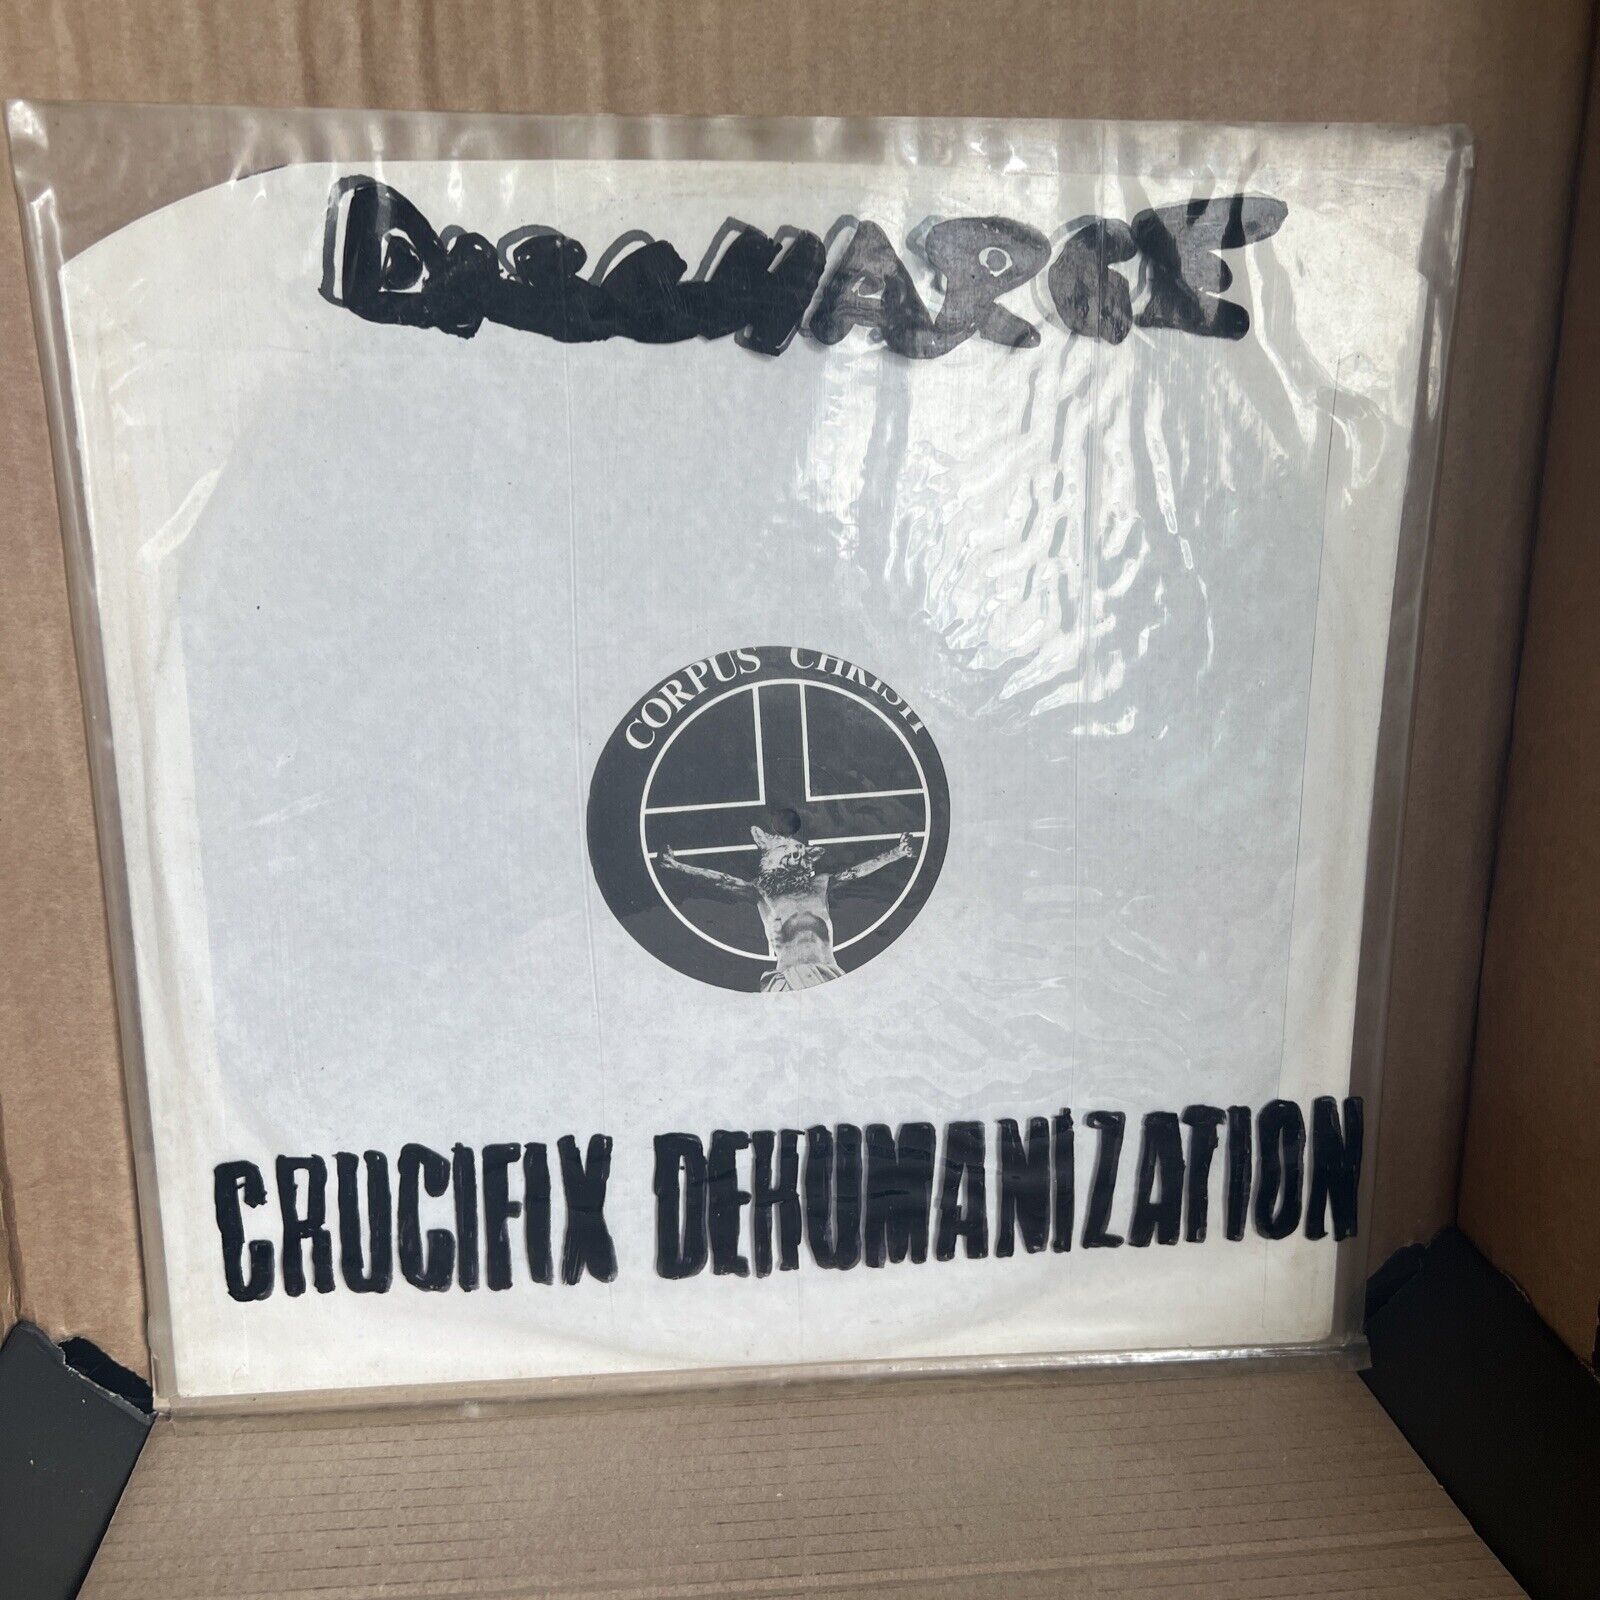 DISCHARGE
CORPUS CHRISTI
CRUCIFIX DEHUMANIZATION